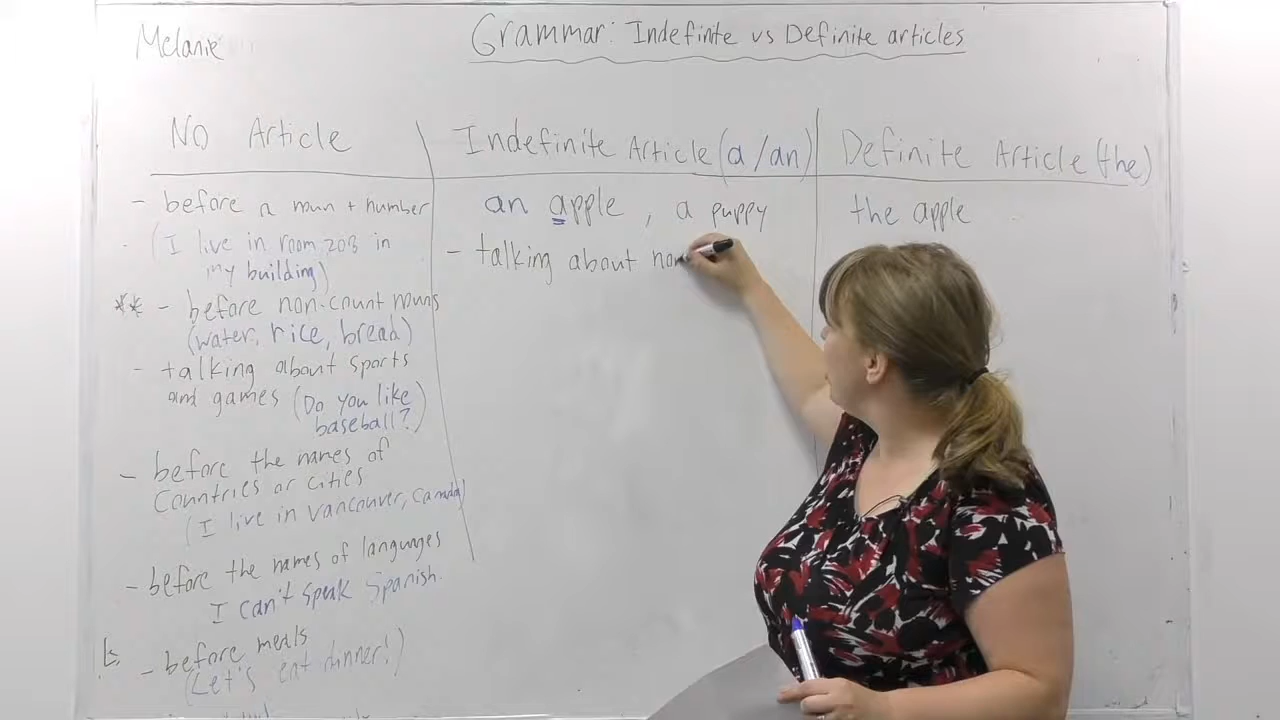 Melanie
Grammar: Indefinite vs Definite articles
No Article
- before a noun + number
(I live in room 203 in
my building)
** - before non-count nouns
(water, rice, bread)
- talking about sports
and games (Do you like
baseball?)
- before the names of
Countries or cities
(I live in Vancouver, Canada)
- before the names of languages
I can't speak Spanish.
- before meals
(Let's eat dinner!)
Indefinite Article (a/an)
an apple, a puppy
- talking about non
Definite Article (the)
the apple